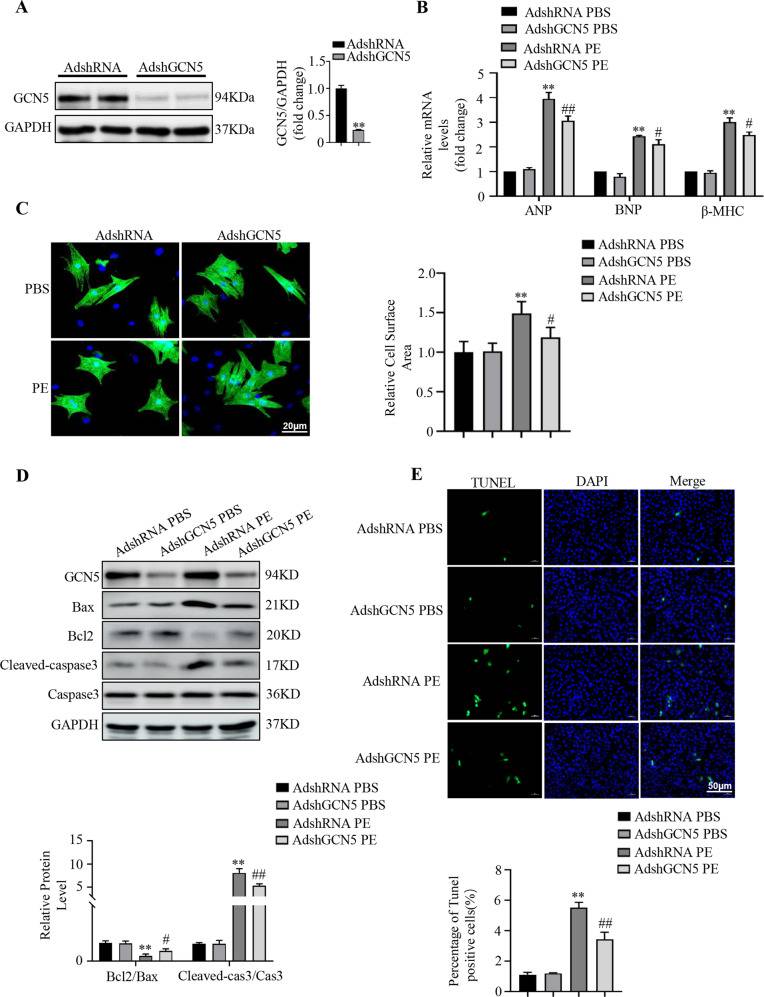 A
AdshRNA AdshGCN5
GCN5 94KDa
GAPDH 37KDa
AdshRNA
AdshGCN5
GCN5/GAPDH
(fold change)
1.5
1.0
0.5
0.0
**
B
AdshRNA PBS
AdshGCN5 PBS
AdshRNA PE
AdshGCN5 PE
Relative mRNA
levels
(fold change)
5
4
3
2
1
0
** ## ** # ** #
ANP BNP β-MHC
C
AdshRNA AdshGCN5
PBS
PE
20μm
AdshRNA PBS
AdshGCN5 PBS
AdshRNA PE
AdshGCN5 PE
Relative Cell Surface
Area
2.0
1.5
1.0
0.5
0.0
** #
D
AdshRNA PBS
AdshGCN5 PBS
AdshRNA PE
AdshGCN5 PE
GCN5 94KD
Bax 21KD
Bcl2 20KD
Cleaved-caspase3 17KD
Caspase3 36KD
GAPDH 37KD
AdshRNA PBS
AdshGCN5 PBS
AdshRNA PE
AdshGCN5 PE
Relative Protein
Level
15
10
5
0
** # ** ##
Bcl2/Bax Cleaved-cas3/Cas3
E
TUNEL DAPI Merge
AdshRNA PBS
AdshGCN5 PBS
AdshRNA PE
AdshGCN5 PE
50μm
AdshRNA PBS
AdshGCN5 PBS
AdshRNA PE
AdshGCN5 PE
Percentage of Tunel
positive cells(%)
8
6
4
2
0
** ##